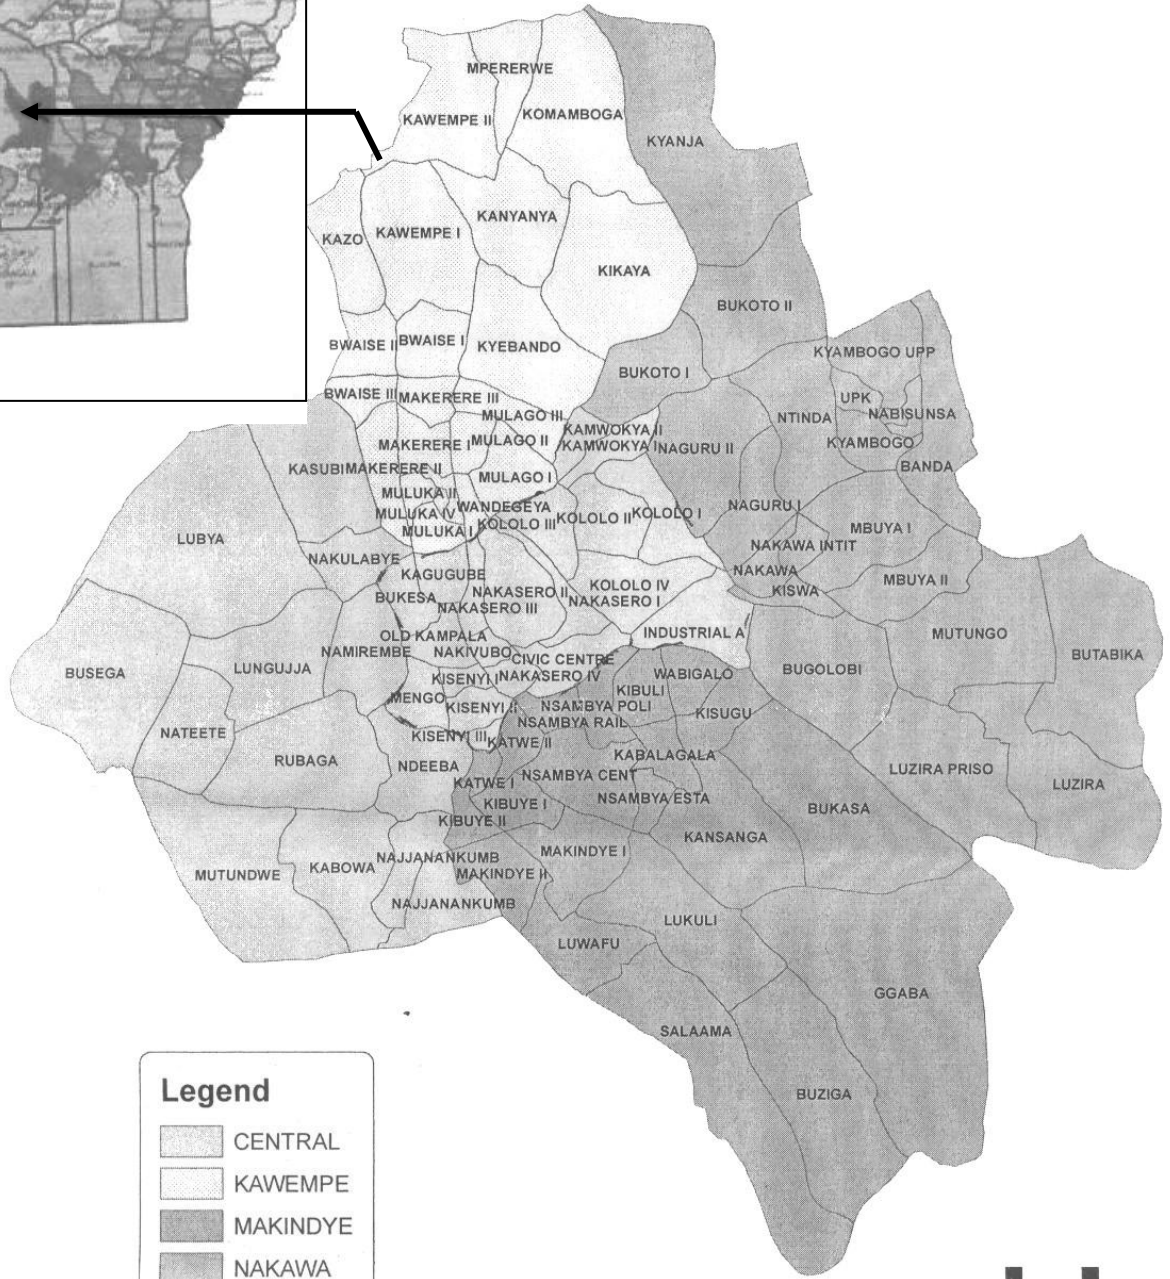 MPERERWE
KOMAMBOGA
KAWEMPE II
KYANJA
KANYANYA
KAZO
KAWEMPE I
KIKAYA
BUKOTO II
BWAISE II
BWAISE I
KYEBANDO
KYAMBOGO UPP
BUKOTO I
BWAISE III
MAKERERE III
UPK
MULAGO III
NABISUNSA
NTINDA
KAMWOKYA II
MAKERERE I
MULAGO II
KAMWOKYA I
NAGURU II
KYAMBOGO
KASUBI
MAKERERE II
BANDA
MULAGO I
MULUKA II
WANDEGEYA
NAGURU I
MULUKA IV
KOLOLO III
KOLOLO II
KOLOLO I
MULUKA I
MBUYA I
LUBYA
NAKAWA INTIT
NAKULABYE
KAGUGUBE
NAKAWA
MBUYA II
BUKESA
NAKASERO II
KOLOLO IV
KISWA
NAKASERO III
NAKASERO I
OLD KAMPALA
INDUSTRIAL A
MUTUNGO
NAMIREMBE
NAKIVUBO
CIVIC CENTRE
BUTABIKA
BUSEGA
LUNGUJJA
KISENYI I
NAKASERO IV
WABIGALO
BUGOLOBI
MENGO
KISENYI II
NSAMBYA POLI
KIBULI
KISUGU
NATEETE
KISENYI III
KATWE II
NSAMBYA RAIL
RUBAGA
NDEEBA
KABALAGALA
LUZIRA PRISO
KATWE I
NSAMBYA CENT
LUZIRA
KIBUYE I
NSAMBYA ESTA
BUKASA
KIBUYE II
KANSANGA
MUTUNDWE
KABOWA
NAJJANANKUMB
MAKINDYE I
MAKINDYE II
NAJJANANKUMB
LUKULI
LUWAFU
GGABA
SALAAMA
BUZIGA
Legend
CENTRAL
KAWEMPE
MAKINDYE
NAKAWA